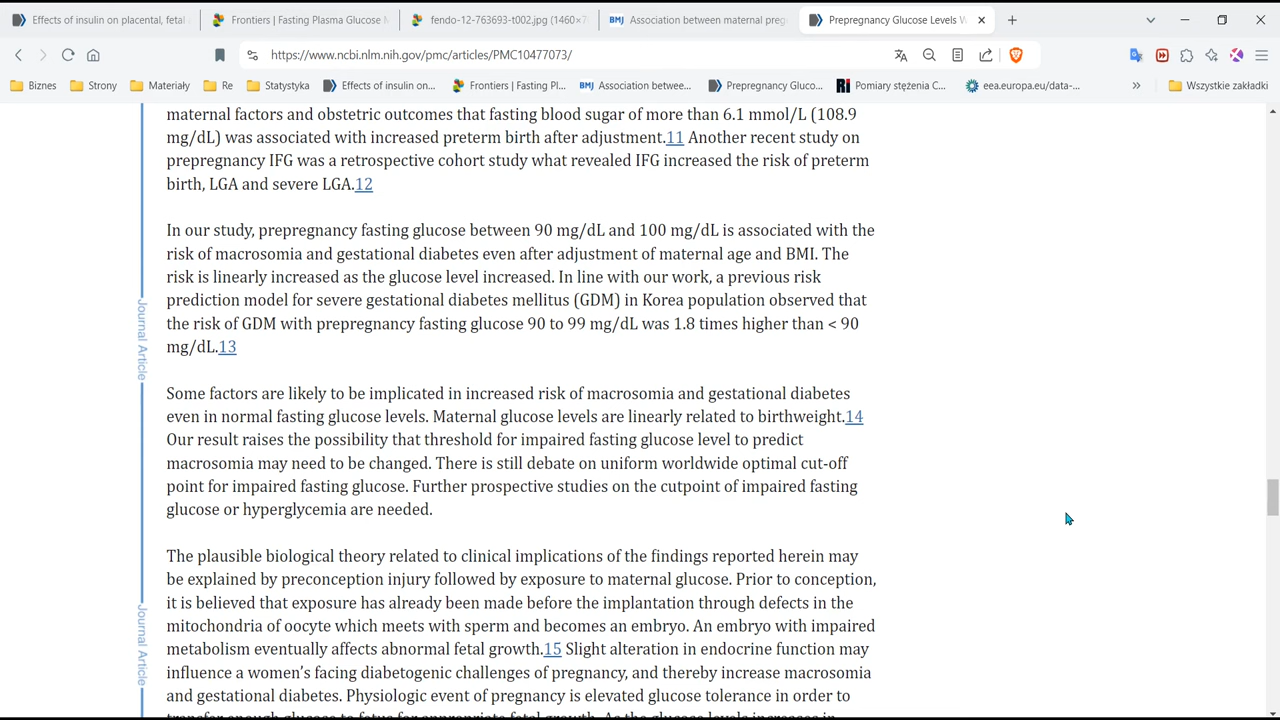 Effects of insulin on placental, fetal
Frontiers | Fasting Plasma Glucose
fendo-12-763693-t002.jpg (1460×7
BMJ Association between maternal preg
Prepregnancy Glucose Levels W
https://www.ncbi.nlm.nih.gov/pmc/articles/PMC10477073/
Biznes
Strony
Materiały
Re
Statystyka
Effects of insulin on...
Frontiers | Fasting Pl...
BMJ Association betwee...
Prepregnancy Gluco...
Ri Pomiary stężenia C...
eea.europa.eu/data-...
Wszystkie zakładki
maternal factors and obstetric outcomes that fasting blood sugar of more than 6.1 mmol/L (108.9
mg/dL) was associated with increased preterm birth after adjustment.11 Another recent study on
prepregnancy IFG was a retrospective cohort study what revealed IFG increased the risk of preterm
birth, LGA and severe LGA.12
In our study, prepregnancy fasting glucose between 90 mg/dL and 100 mg/dL is associated with the
risk of macrosomia and gestational diabetes even after adjustment of maternal age and BMI. The
risk is linearly increased as the glucose level increased. In line with our work, a previous risk
prediction model for severe gestational diabetes mellitus (GDM) in Korea population observed that
the risk of GDM with prepregnancy fasting glucose 90 to 99 mg/dL was 1.8 times higher than < 90
mg/dL.13
Journal Article
Some factors are likely to be implicated in increased risk of macrosomia and gestational diabetes
even in normal fasting glucose levels. Maternal glucose levels are linearly related to birthweight.14
Our result raises the possibility that threshold for impaired fasting glucose level to predict
macrosomia may need to be changed. There is still debate on uniform worldwide optimal cut-off
point for impaired fasting glucose. Further prospective studies on the cutpoint of impaired fasting
glucose or hyperglycemia are needed.
The plausible biological theory related to clinical implications of the findings reported herein may
be explained by preconception injury followed by exposure to maternal glucose. Prior to conception,
it is believed that exposure has already been made before the implantation through defects in the
mitochondria of oocyte which meets with sperm and becomes an embryo. An embryo with impaired
metabolism eventually affects abnormal fetal growth.15 Slight alteration in endocrine function may
influence a women's facing diabetogenic challenges of pregnancy, and thereby increase macrosomia
and gestational diabetes. Physiologic event of pregnancy is elevated glucose tolerance in order to
transfer enough glucose to fetus for appropriate fetal growth. As the glucose levels increases in
Journal Article